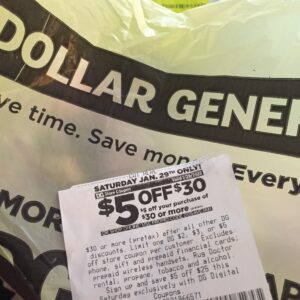 DOLLAR GENER
ve time. Save mon
Every
MOR
SATURDAY JAN. 29TH ONLY!
$5 OFF $30
$5 off your purchase of
$30 or more (pretax)
$30 or more (pretax) after all other DG
discounts. Limit one DG $2, $3, or $5
off store coupon per customer. Excludes
phone, gift and prepaid financial cards,
prepaid wireless handsets, Rug Doctor
rental, propane, tobacco and alcohol.
Sign up and save $5 off $25 this
Saturday exclusively with DG Digital
Coupons